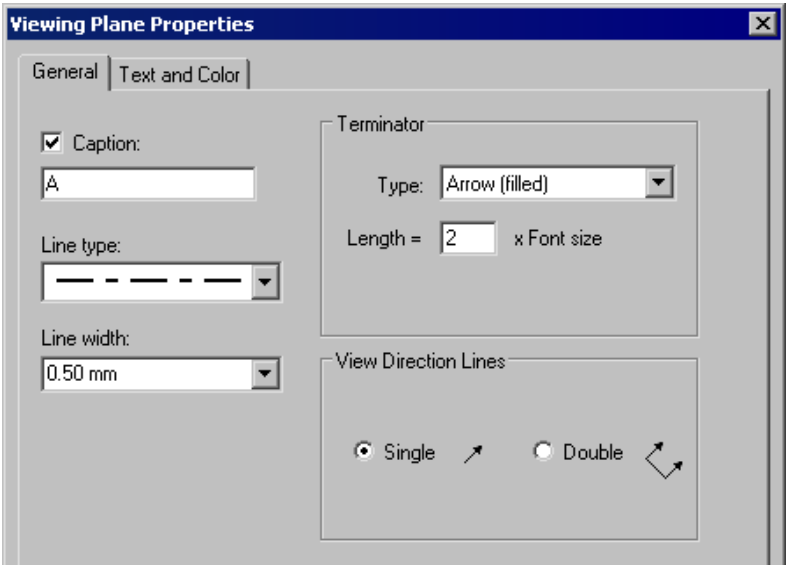 Viewing Plane Properties
General
Text and Color
Caption:
A
Line type:
Line width:
0.50 mm
Terminator
Type: Arrow (filled)
Length = 2 x Font size
View Direction Lines
Single
Double